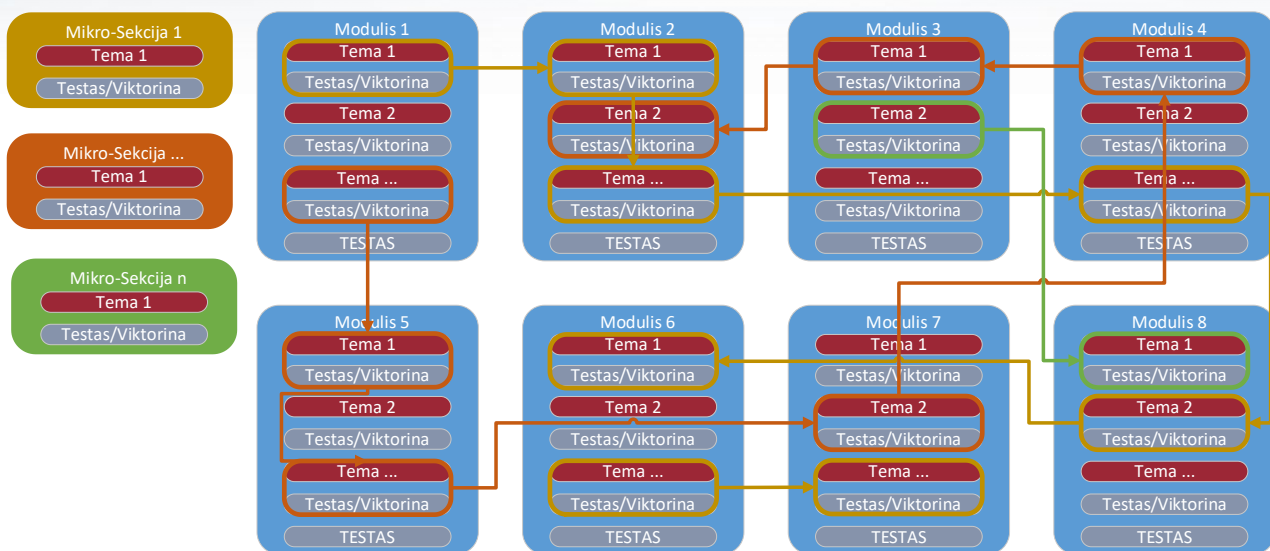 Mikro-Sekcija 1
Tema 1
Testas/Viktorina
Mikro-Sekcija ...
Tema 1
Testas/Viktorina
Mikro-Sekcija n
Tema 1
Testas/Viktorina
Modulis 1
Tema 1
Testas/Viktorina
Tema 2
Testas/Viktorina
Tema ...
Testas/Viktorina
TESTAS
Modulis 2
Tema 1
Testas/Viktorina
Tema 2
Testas/Viktorina
Tema ...
Testas/Viktorina
TESTAS
Modulis 3
Tema 1
Testas/Viktorina
Tema 2
Testas/Viktorina
Tema ...
Testas/Viktorina
TESTAS
Modulis 4
Tema 1
Testas/Viktorina
Tema 2
Testas/Viktorina
Tema ...
Testas/Viktorina
TESTAS
Modulis 5
Tema 1
Testas/Viktorina
Tema 2
Testas/Viktorina
Tema ...
Testas/Viktorina
TESTAS
Modulis 6
Tema 1
Testas/Viktorina
Tema 2
Testas/Viktorina
Tema ...
Testas/Viktorina
TESTAS
Modulis 7
Tema 1
Testas/Viktorina
Tema 2
Testas/Viktorina
Tema ...
Testas/Viktorina
TESTAS
Modulis 8
Tema 1
Testas/Viktorina
Tema 2
Testas/Viktorina
Tema ...
Testas/Viktorina
TESTAS